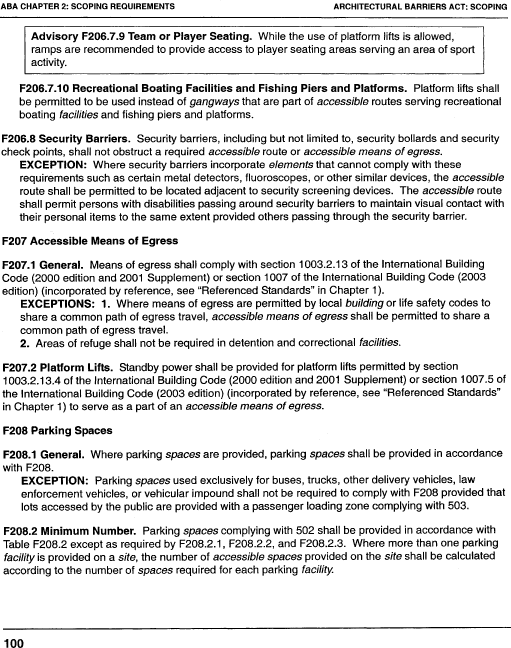 ABA CHAPTER 2: SCOPING REQUIREMENTS ARCHITECTURAL BARRIERS ACT: SCOPING
Advisory F206.7.9 Team or Player Seating. While the use of platform lifts is allowed,
ramps are recommended to provide access to player seating areas serving an area of sport
activity.
F206.7.10 Recreational Boating Facilities and Fishing Piers and Platforms. Platform lifts shall
be permitted to be used instead of gangways that are part of accessible routes serving recreational
boating facilities and fishing piers and platforms.
F206.8 Security Barriers. Security barriers, including but not limited to, security bollards and security
check points, shall not obstruct a required accessible route or accessible means of egress.
EXCEPTION: Where security barriers incorporate elements that cannot comply with these
requirements such as certain metal detectors, fluoroscopes, or other similar devices, the accessible
route shall be permitted to be located adjacent to security screening devices. The accessible route
shall permit persons with disabilities passing around security barriers to maintain visual contact with
their personal items to the same extent provided others passing through the security barrier.
F207 Accessible Means of Egress
F207.1 General. Means of egress shall comply with section 1003.2.13 of the International Building
Code (2000 edition and 2001 Supplement) or section 1007 of the International Building Code (2003
edition) (incorporated by reference, see “Referenced Standards” in Chapter 1).
EXCEPTIONS: 1. Where means of egress are permitted by local building or life safety codes to
share a common path of egress travel, accessible means of egress shall be permitted to share a
common path of egress travel.
2. Areas of refuge shall not be required in detention and correctional facilities.
F207.2 Platform Lifts. Standby power shall be provided for platform lifts permitted by section
1003.2.13.4 of the International Building Code (2000 edition and 2001 Supplement) or section 1007.5 of
the International Building Code (2003 edition) (incorporated by reference, see “Referenced Standards”
in Chapter 1) to serve as a part of an accessible means of egress.
F208 Parking Spaces
F208.1 General. Where parking spaces are provided, parking spaces shall be provided in accordance
with F208.
EXCEPTION: Parking spaces used exclusively for buses, trucks, other delivery vehicles, law
enforcement vehicles, or vehicular impound shall not be required to comply with F208 provided that
lots accessed by the public are provided with a passenger loading zone complying with 503.
F208.2 Minimum Number. Parking spaces complying with 502 shall be provided in accordance with
Table F208.2 except as required by F208.2.1, F208.2.2, and F208.2.3. Where more than one parking
facility is provided on a site, the number of accessible spaces provided on the site shall be calculated
according to the number of spaces required for each parking facility.
100